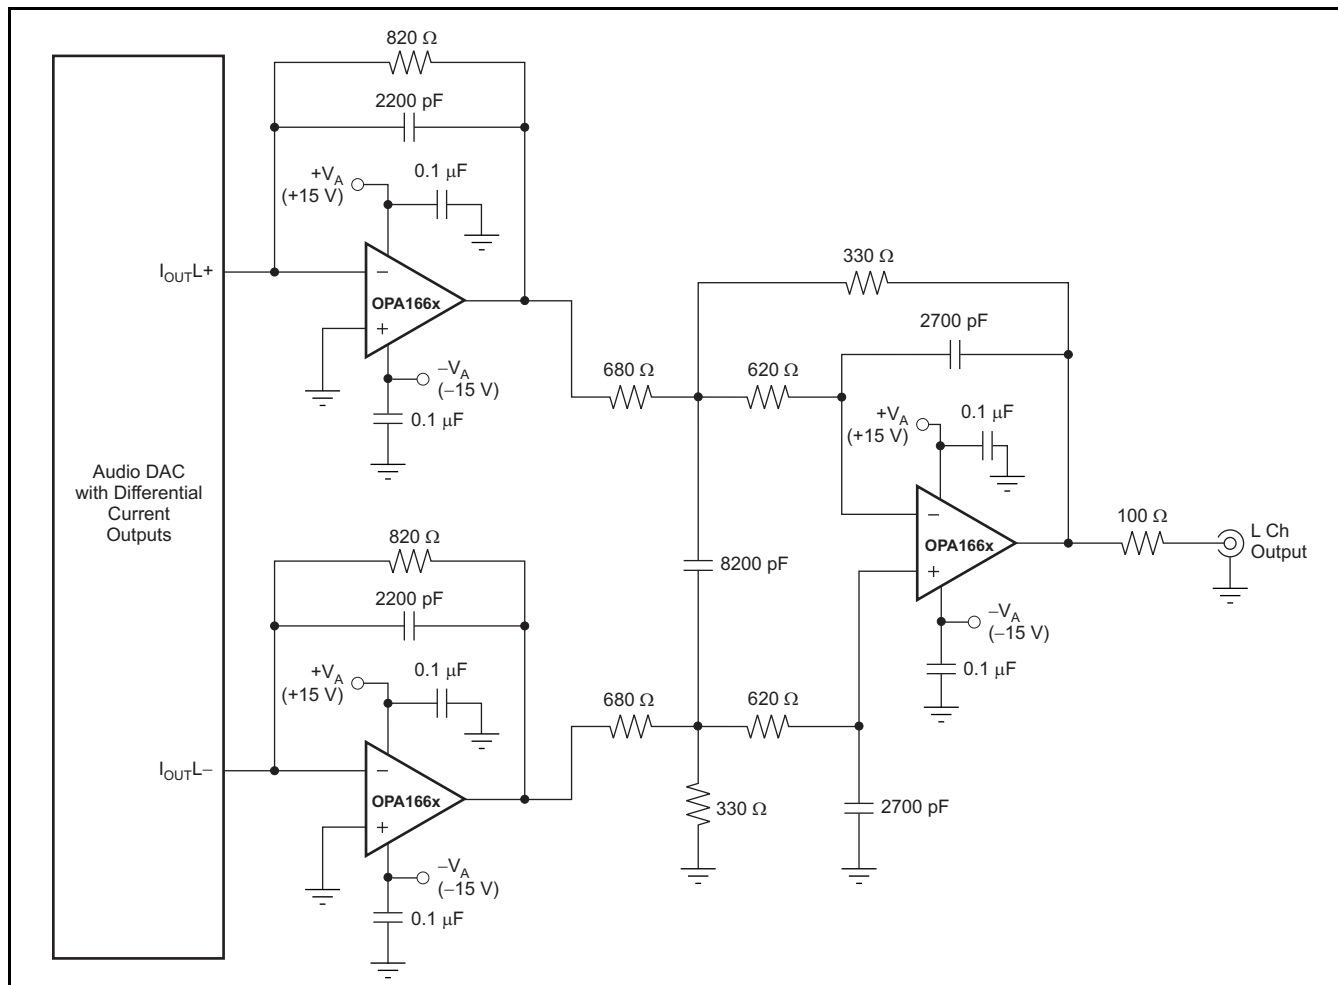 820 Ω
2200 pF
0.1 µF
+V_A
(+15 V)
I_OUTL+
−
OPA166x
+
−V_A
(−15 V)
0.1 µF
330 Ω
2700 pF
680 Ω
620 Ω
+V_A
(+15 V)
0.1 µF
Audio DAC
with Differential
Current
Outputs
−
OPA166x
+
100 Ω
L Ch
Output
8200 pF
−V_A
(−15 V)
0.1 µF
820 Ω
2200 pF
0.1 µF
+V_A
(+15 V)
680 Ω
620 Ω
I_OUTL−
−
OPA166x
+
330 Ω
2700 pF
−V_A
(−15 V)
0.1 µF